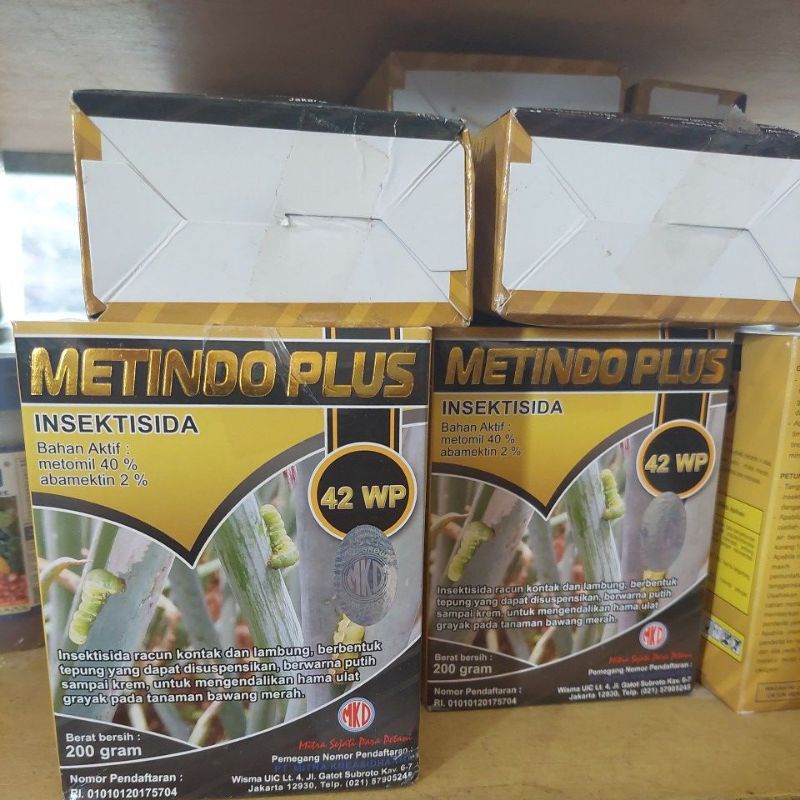 METINDO PLUS
INSEKTISIDA
Bahan Aktif :
metomil 40 %
abamektin 2 %
42 WP
MKD
Insektisida racun kontak dan lambung, berbentuk
tepung yang dapat disuspensikan, berwarna putih
sampai krem, untuk mengendalikan hama ulat
grayak pada tanaman bawang merah.
Berat bersih :
200 gram
MKD
Mitra Sejati Para Petani
Pemegang Nomor Pendaftaran :
Nomor Pendaftaran :
RI. 01010120175704
Wisma UIC Lt. 4, Jl. Gatot Subroto Kav. 6-7
Jakarta 12930, Telp. (021) 5790524
METINDO PLUS
INSEKTISIDA
Bahan Aktif :
metomil 40 %
abamektin 2 %
42 WP
Insektisida racun kontak dan lambung, berbentuk
tepung yang dapat disuspensikan, berwarna putih
sampai krem, untuk mengendalikan hama ulat
grayak pada tanaman bawang merah.
Berat bersih :
200 gram
MKD
Mitra Sejati Para Petani
Pemegang Nomor Pendaftaran :
Nomor Pendaftaran :
RI. 01010120175704
Wisma UIC Lt. 4, Jl. Gatot Subroto Kav. 6-7
Jakarta 12930, Telp. (021) 5790524